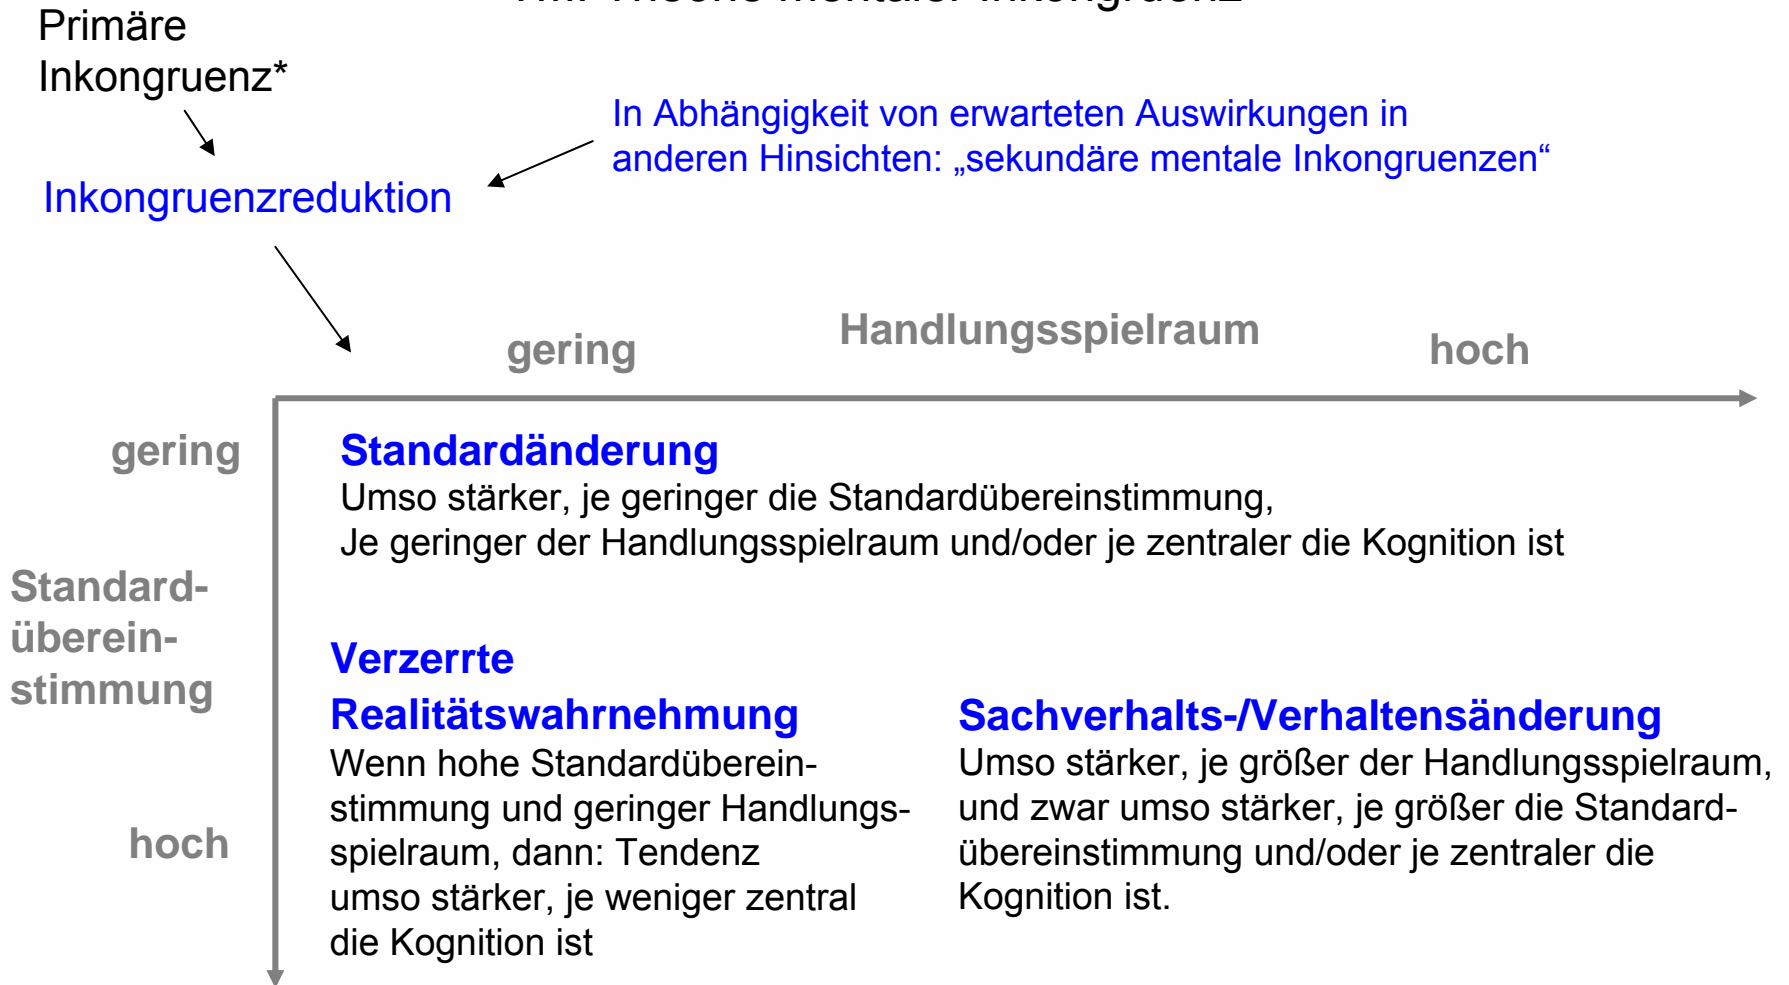 Theorie mentaler Inkongruenz
Primäre
Inkongruenz*
In Abhängigkeit von erwarteten Auswirkungen in
anderen Hinsichten: „sekundäre mentale Inkongruenzen“
Inkongruenzreduktion
Handlungsspielraum
gering
hoch
gering
Standardänderung
Umso stärker, je geringer die Standardübereinstimmung,
Je geringer der Handlungsspielraum und/oder je zentraler die Kognition ist
Standard-
überein-
stimmung
Verzerrte
Realitätswahrnehmung
Wenn hohe Standardüberein-
stimmung und geringer Handlungs-
spielraum, dann: Tendenz
umso stärker, je weniger zentral
die Kognition ist
Sachverhalts-/Verhaltensänderung
Umso stärker, je größer der Handlungsspielraum,
und zwar umso stärker, je größer die Standard-
übereinstimmung und/oder je zentraler die
Kognition ist.
hoch